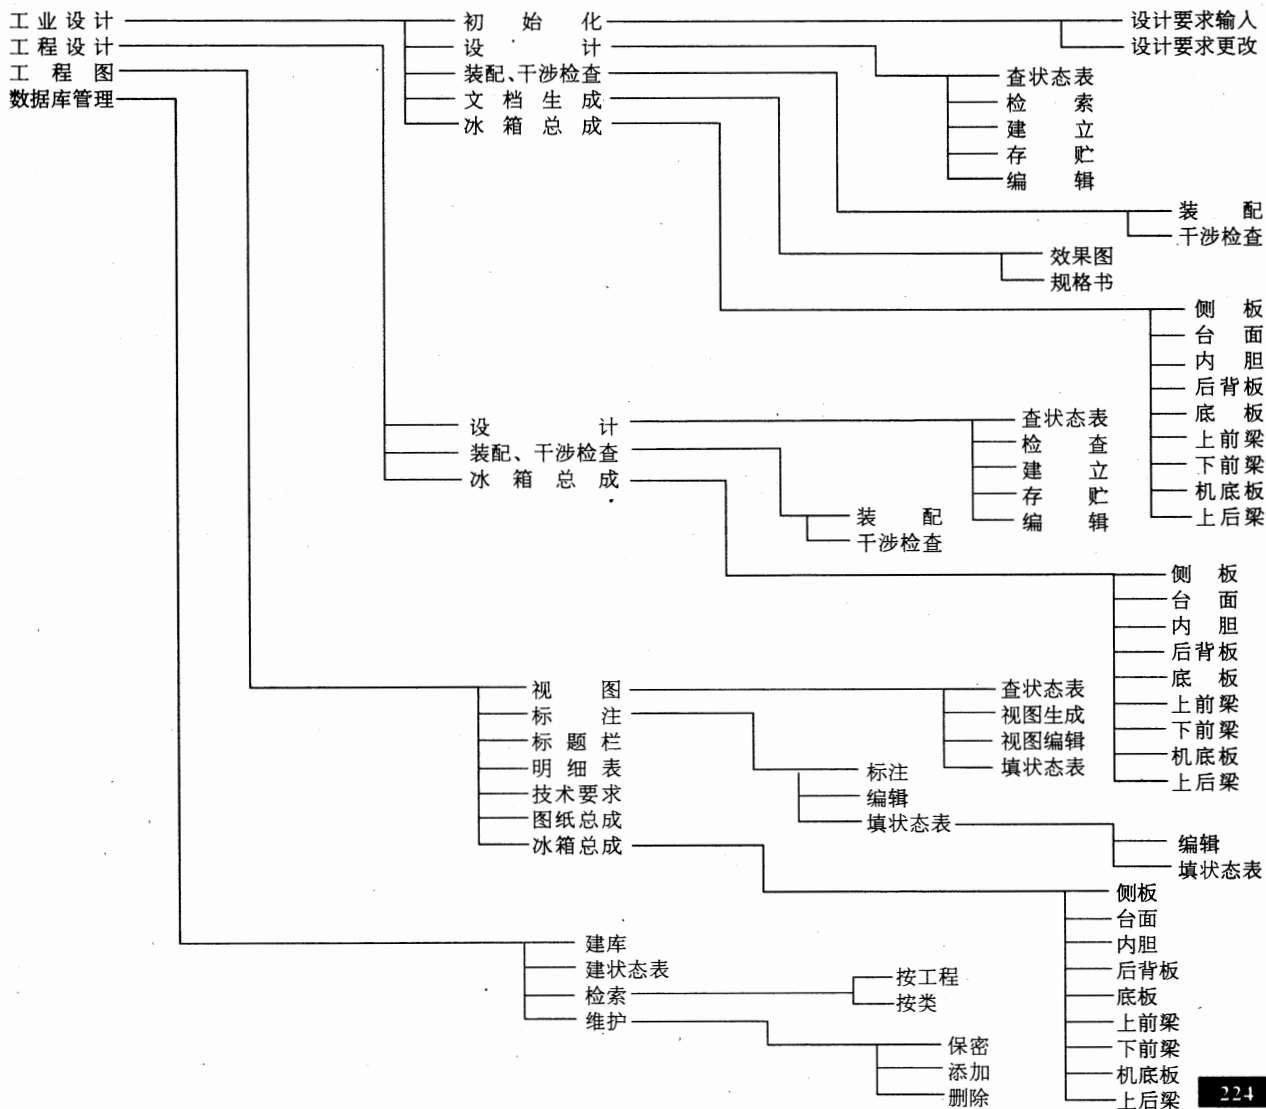 工业设计
工程设计
工程图
数据库管理
初始化
设计
装配、干涉检查
文档生成
冰箱总成
设计要求输入
设计要求更改
查状态表
检索
建立
存贮
编辑
装配
干涉检查
效果图
规格书
侧板
台面
内胆
后背板
底板
上前梁
下前梁
机底板
上后梁
设计
装配、干涉检查
冰箱总成
查状态表
检查
建立
存贮
编辑
装配
干涉检查
侧板
台面
内胆
后背板
底板
上前梁
下前梁
机底板
上后梁
视图
标注
标题栏
明细表
技术要求
图纸总成
冰箱总成
查状态表
视图生成
视图编辑
填状态表
标注
编辑
填状态表
编辑
填状态表
侧板
台面
内胆
后背板
底板
上前梁
下前梁
机底板
上后梁
建库
建状态表
检索
维护
按工程
按类
保密
添加
删除
224